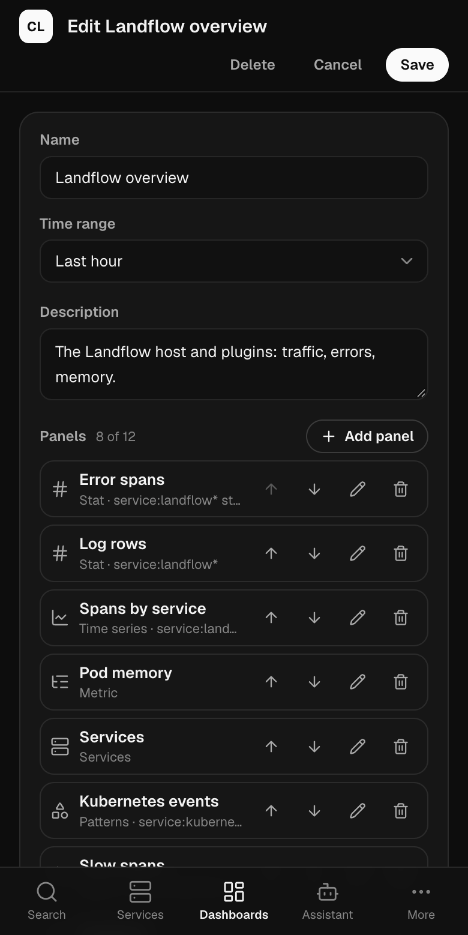 CL
Edit Landflow overview
Delete
Cancel
Save
Name
Landflow overview
Time range
Last hour
Description
The Landflow host and plugins: traffic, errors,
memory.
Panels 8 of 12
+ Add panel
Error spans
Stat · service:landflow* st...
Log rows
Stat · service:landflow*
Spans by service
Time series · service:land...
Pod memory
Metric
Services
Services
Kubernetes events
Patterns · service:kuberne...
Slow spans
Search
Services
Dashboards
Assistant
More